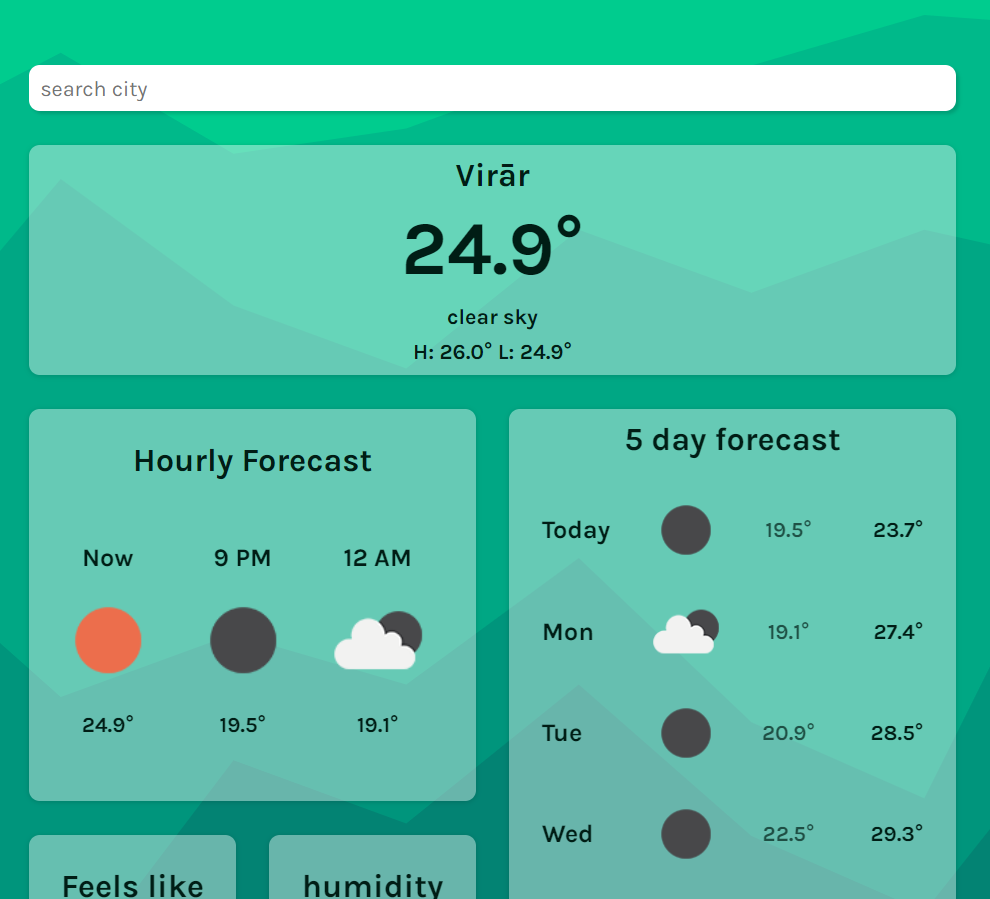 search city
Virār
24.9°
clear sky
H: 26.0° L: 24.9°
Hourly Forecast
Now 9 PM 12 AM
24.9° 19.5° 19.1°
5 day forecast
Today 19.5° 23.7°
Mon 19.1° 27.4°
Tue 20.9° 28.5°
Wed 22.5° 29.3°
Feels like
humidity